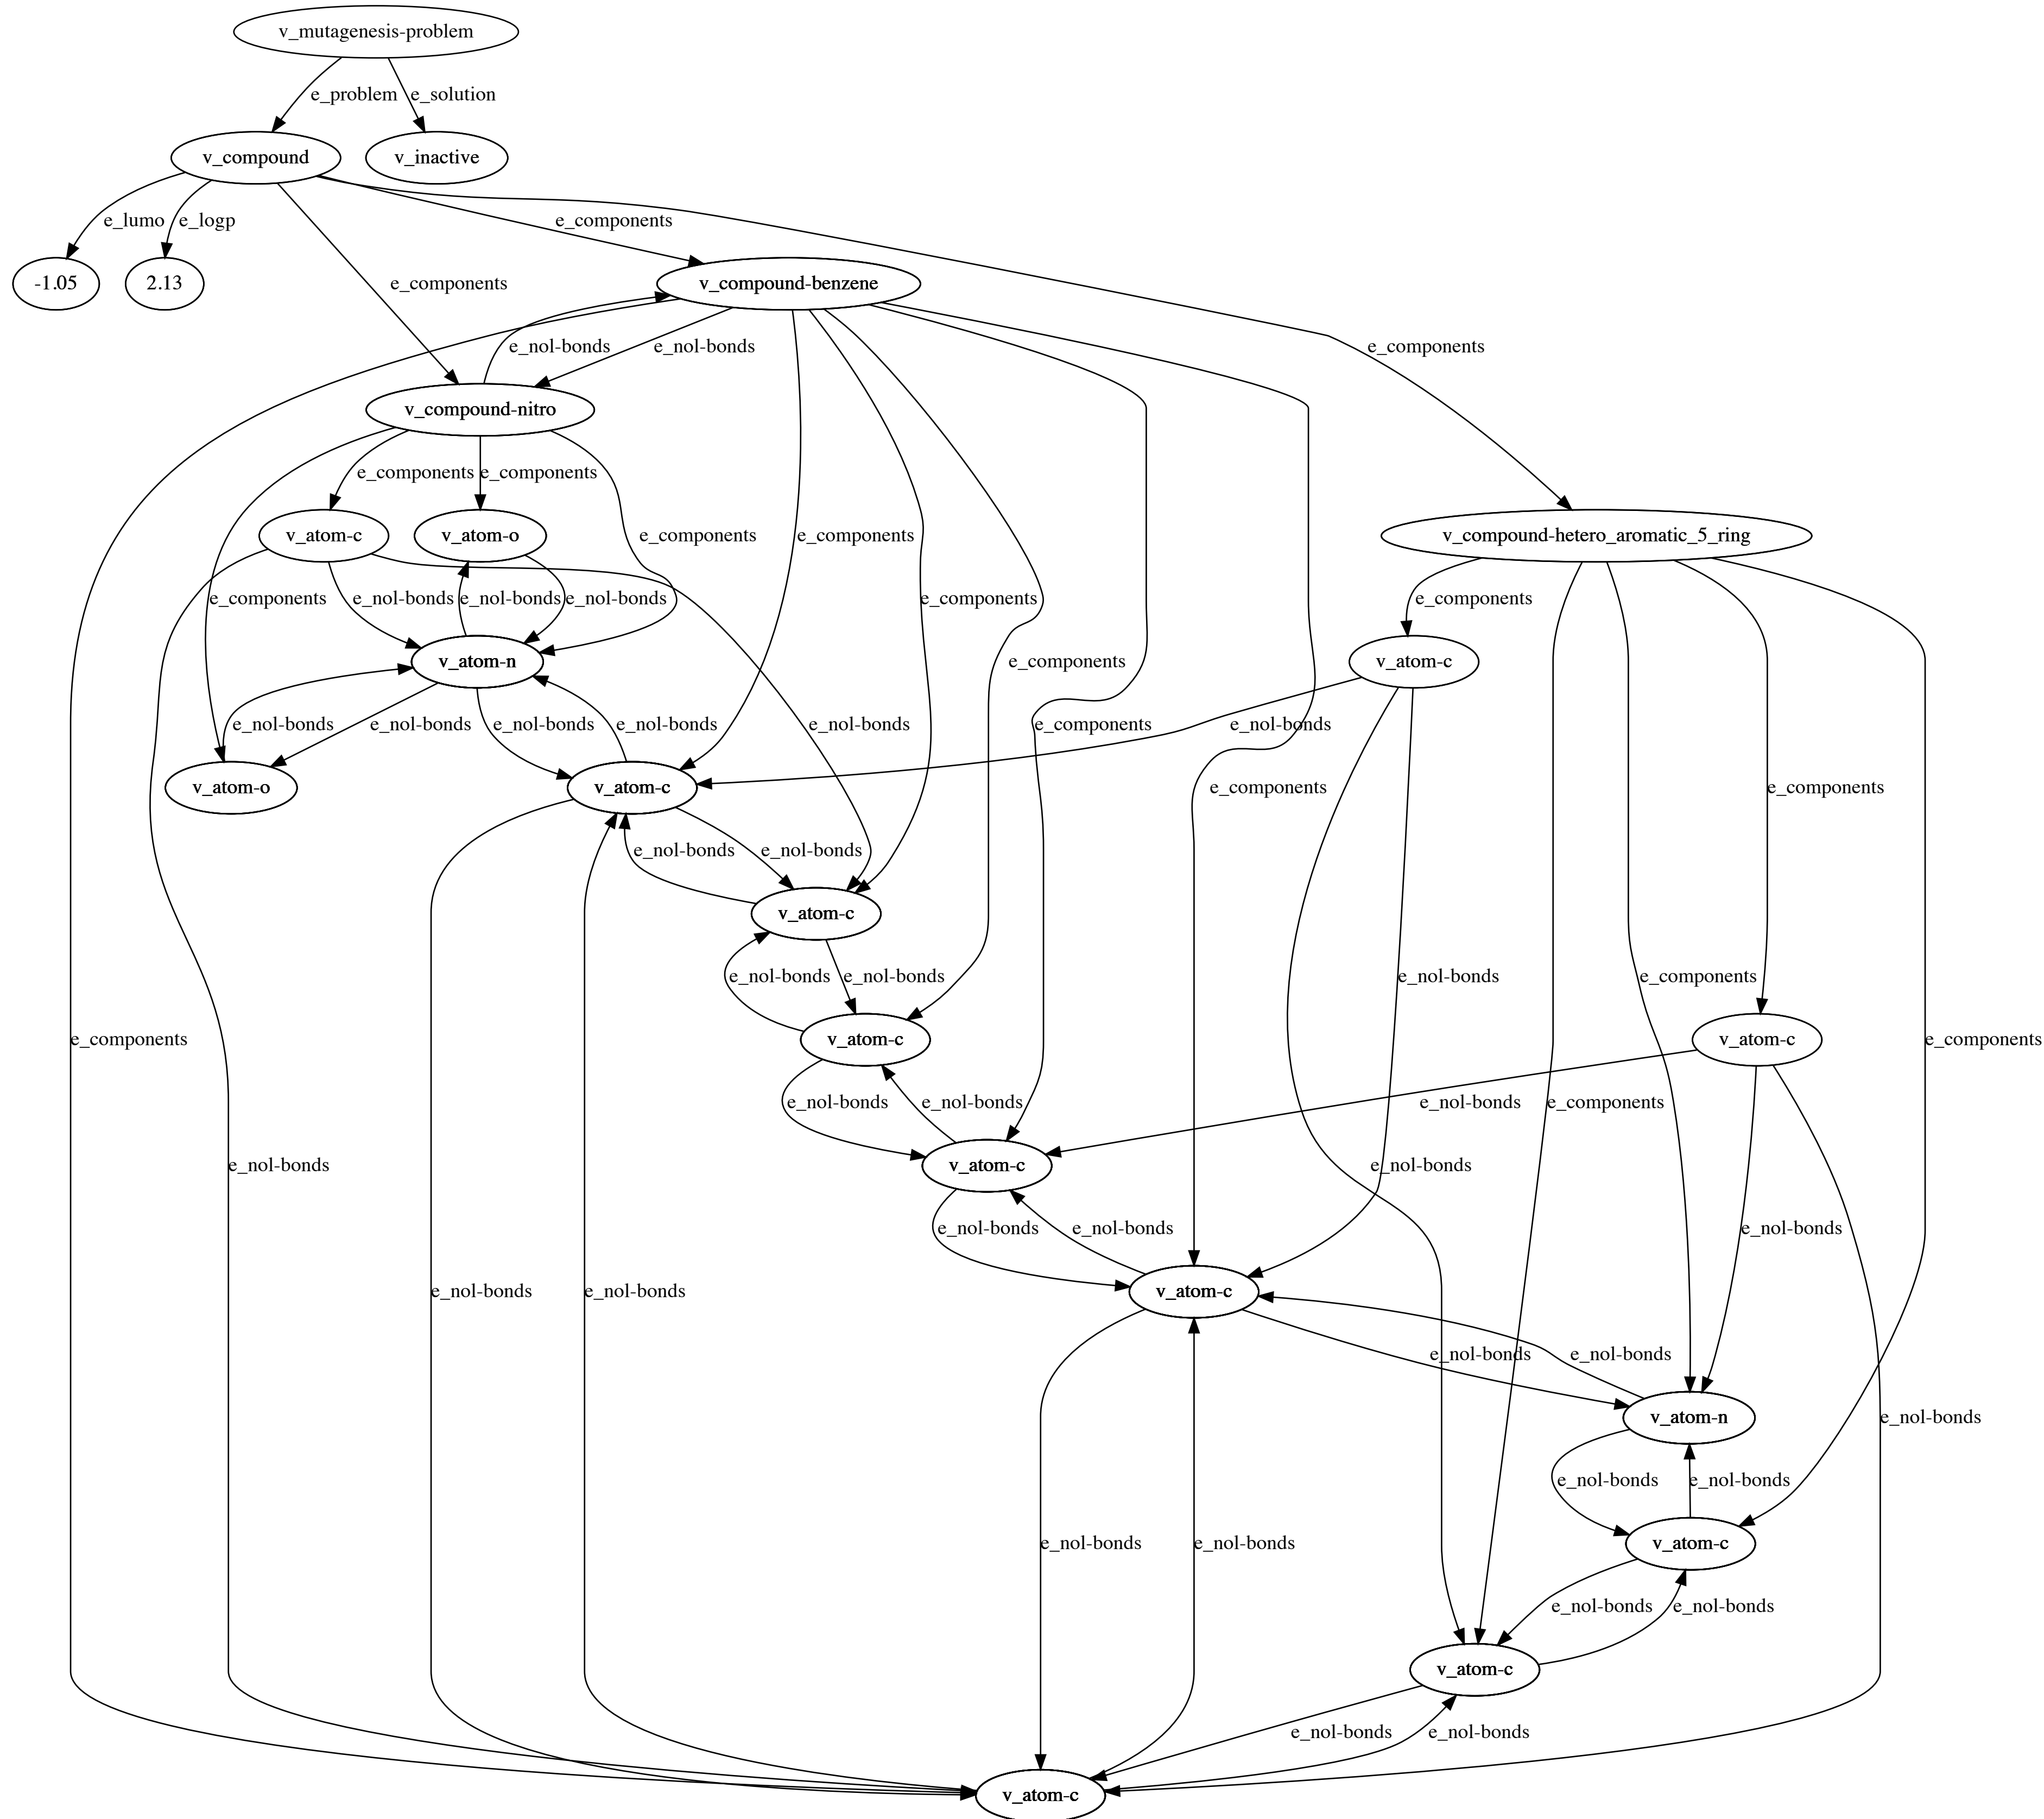 v_mutagenesis-problem
e_problem
e_solution
v_compound
v_inactive
e_lumo
e_logp
e_components
-1.05
2.13
e_components
v_compound-benzene
e_nol-bonds
e_nol-bonds
e_components
v_compound-nitro
e_components
e_components
v_atom-c
v_atom-o
e_components
e_components
v_compound-hetero_aromatic_5_ring
e_components
e_nol-bonds
e_nol-bonds
e_nol-bonds
e_components
e_components
v_atom-n
e_components
v_atom-c
e_nol-bonds
e_nol-bonds
e_nol-bonds
e_nol-bonds
e_nol-bonds
e_components
e_nol-bonds
v_atom-o
v_atom-c
e_components
e_components
e_nol-bonds
e_nol-bonds
v_atom-c
e_nol-bonds
e_nol-bonds
e_nol-bonds
e_components
e_components
v_atom-c
v_atom-c
e_components
e_nol-bonds
e_nol-bonds
e_nol-bonds
e_components
e_nol-bonds
v_atom-c
e_nol-bonds
e_nol-bonds
e_nol-bonds
e_nol-bonds
e_nol-bonds
e_nol-bonds
v_atom-c
e_nol-bonds
e_nol-bonds
v_atom-n
e_nol-bonds
e_nol-bonds
e_nol-bonds
e_nol-bonds
e_nol-bonds
v_atom-c
e_nol-bonds
e_nol-bonds
v_atom-c
e_nol-bonds
e_nol-bonds
v_atom-c